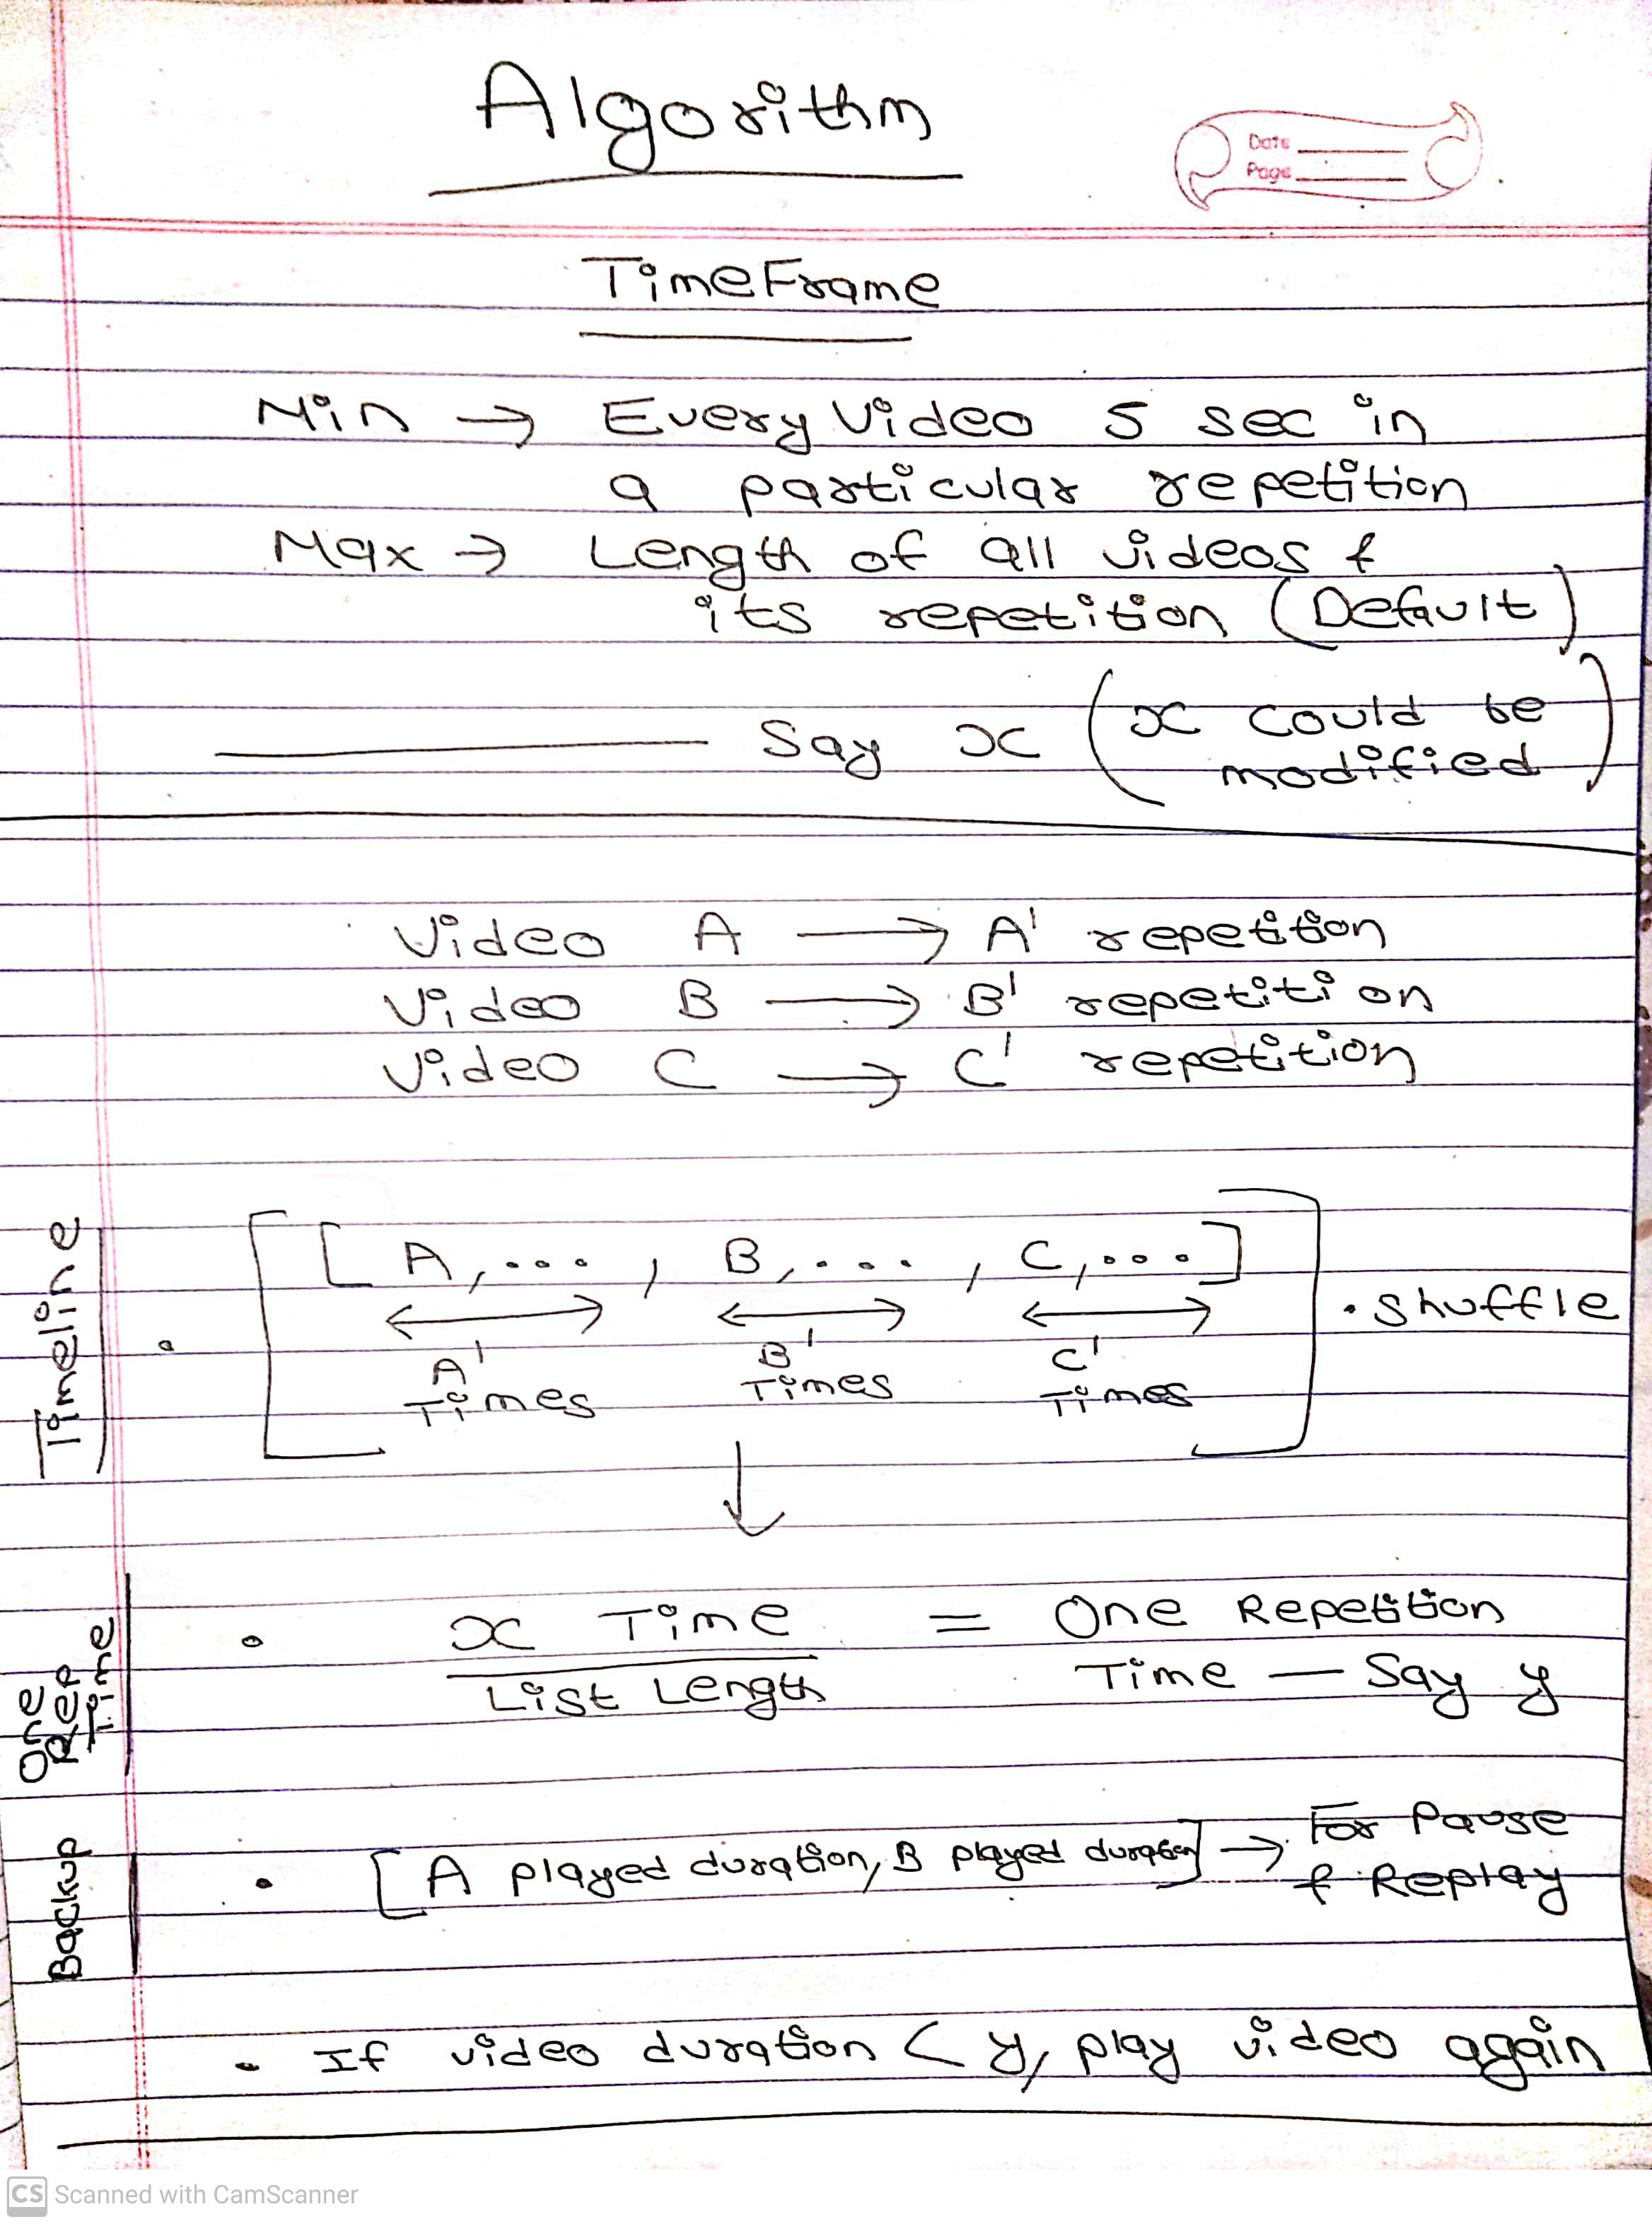 Algorithm
Date
Page
TimeFrame
Min → Every Video 5 sec in
a particular repetition
Max → Length of all videos &
its repetition (Default)
Say x (x could be
modified)
Video A → A' repetition
Video B → B' repetition
Video C → C' repetition
Timeline
• [[A,..., B,..., C,...]] . shuffle
A' Times B' Times C' Times
↓
One Rep Time
• x Time / List Length = One Repetition
Time — Say y
Backup
• [A played duration, B played duration] → For Pause
& Replay
• If video duration < y, play video again
CS Scanned with CamScanner